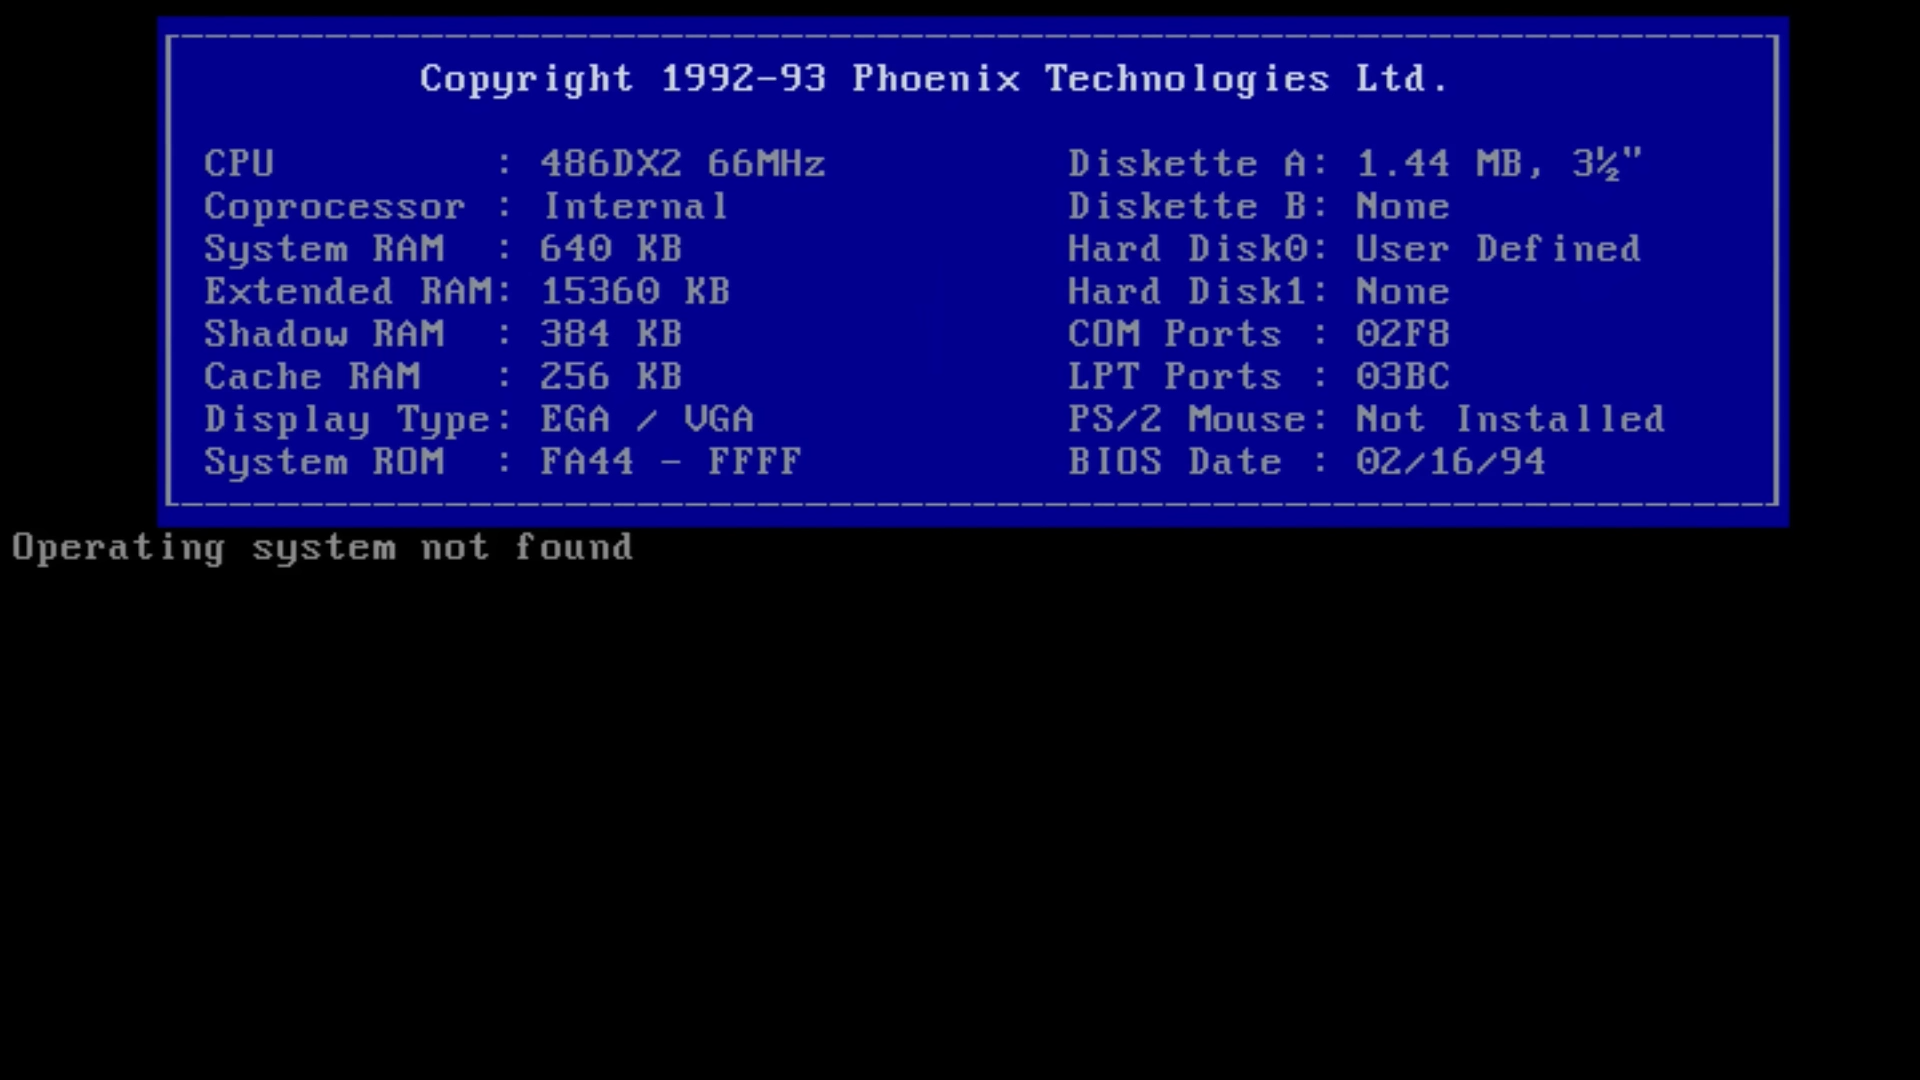 Copyright 1992-93 Phoenix Technologies Ltd.
CPU : 486DX2 66MHz Diskette A: 1.44 MB, 3½"
Coprocessor : Internal Diskette B: None
System RAM : 640 KB Hard Disk0: User Defined
Extended RAM: 15360 KB Hard Disk1: None
Shadow RAM : 384 KB COM Ports : 02F8
Cache RAM : 256 KB LPT Ports : 03BC
Display Type: EGA / VGA PS/2 Mouse: Not Installed
System ROM : FA44 - FFFF BIOS Date : 02/16/94
Operating system not found